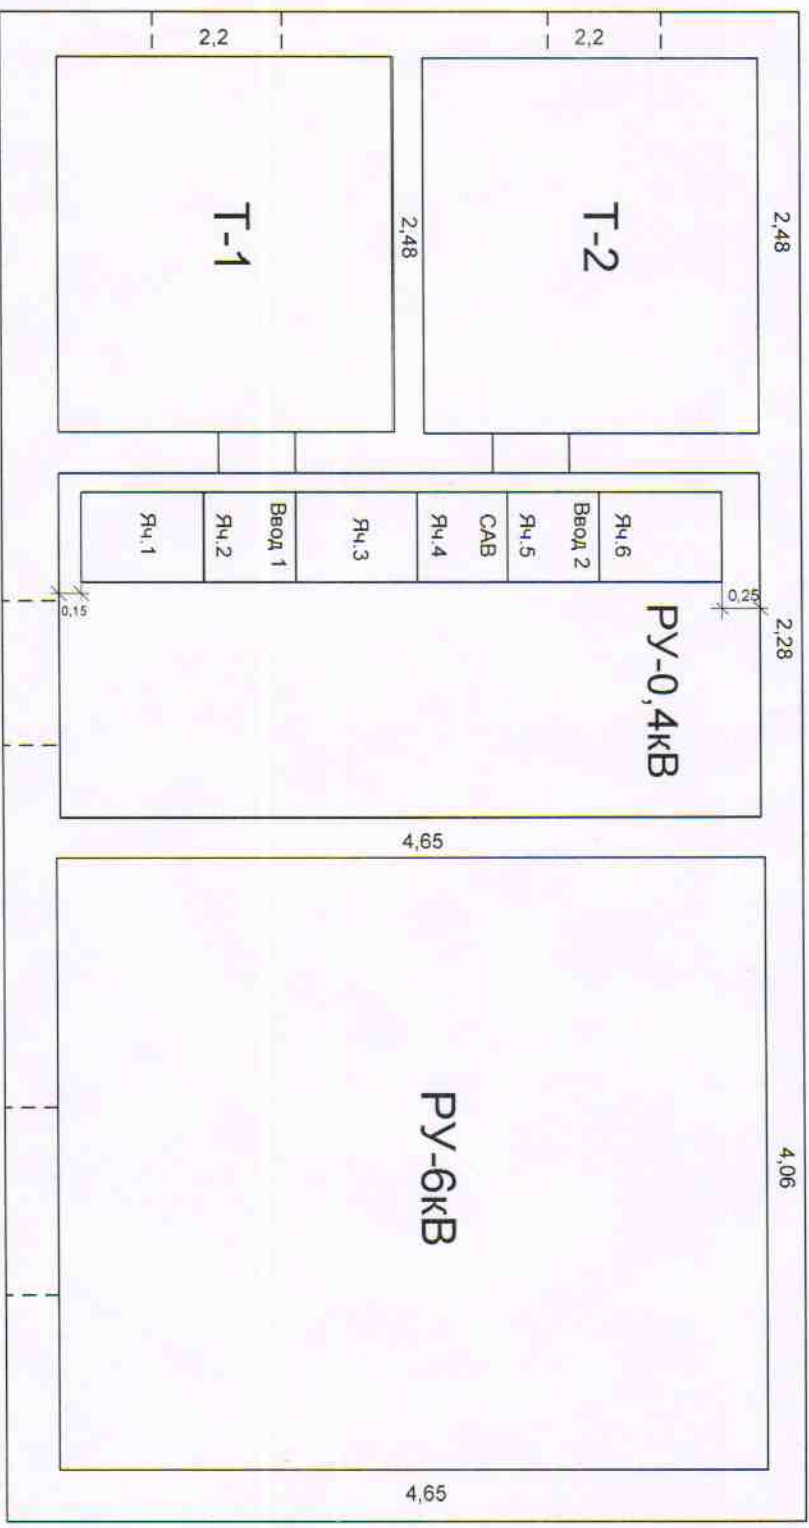 2,2
2,2
Т-1
2,48
Т-2
2,48
Яч.1
Яч.2
Ввод 1
Яч.3
Яч.4
САВ
Яч.5
Ввод 2
Яч.6
0,15
0,25
РУ-0,4кВ
2,28
4,65
РУ-6кВ
4,06
4,65